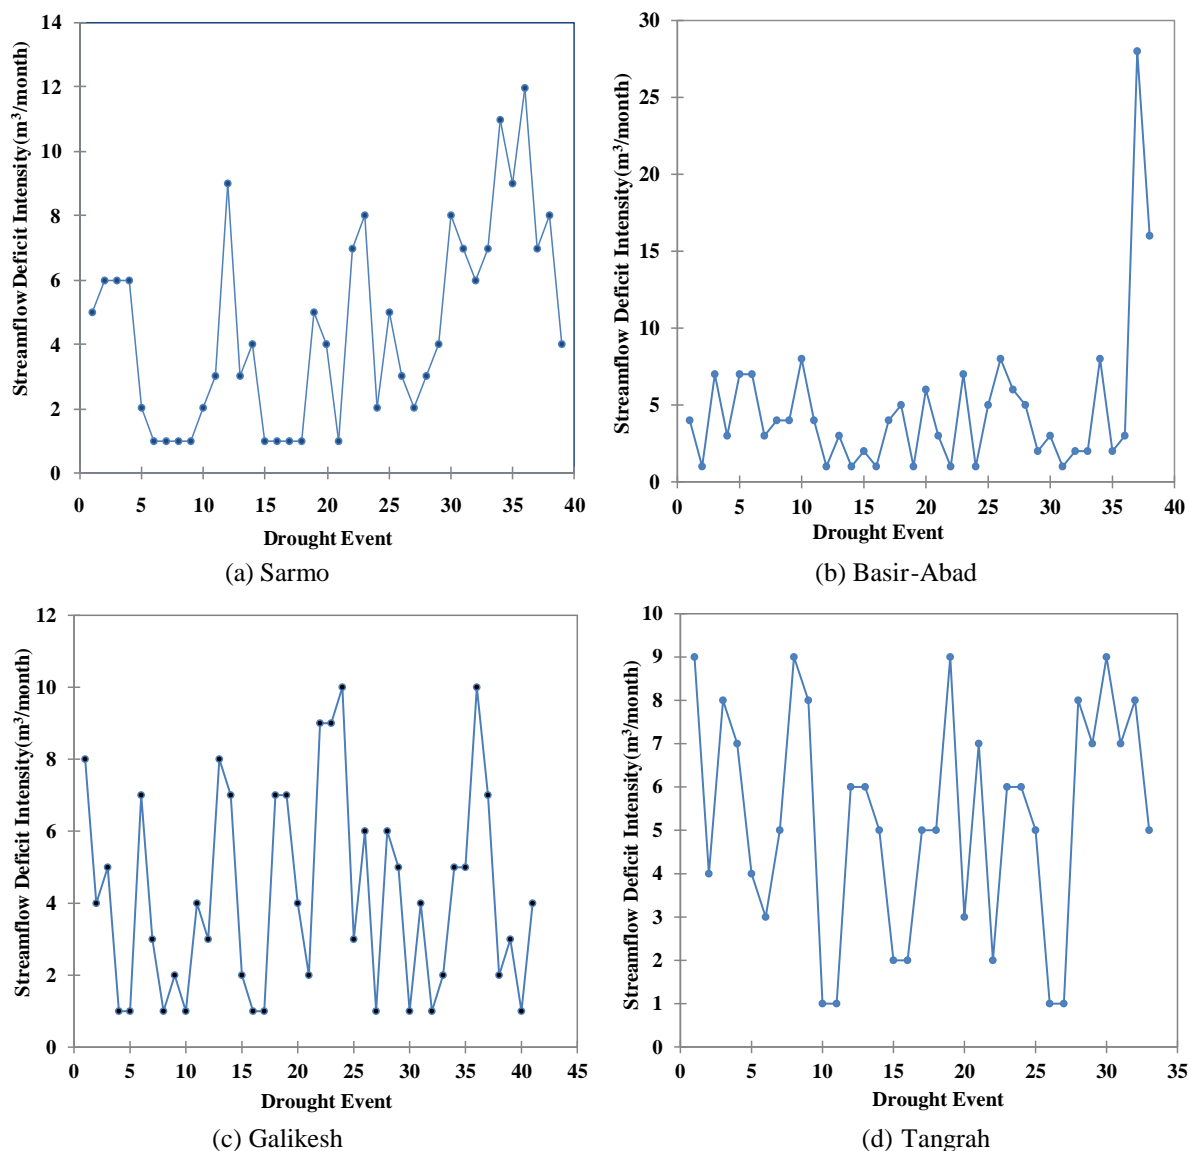 14
12
10
8
6
4
2
0
Streamflow Deficit Intensity(m³/month)
0 5 10 15 20 25 30 35 40
Drought Event
(a) Sarmo
30
25
20
15
10
5
0
Streamflow Deficit Intensity(m³/month)
0 5 10 15 20 25 30 35 40
Drought Event
(b) Basir-Abad
12
10
8
6
4
2
0
Streamflow Deficit Intensity(m³/month)
0 5 10 15 20 25 30 35 40 45
Drought Event
(c) Galikesh
10
9
8
7
6
5
4
3
2
1
0
Streamflow Deficit Intensity(m³/month)
0 5 10 15 20 25 30 35
Drought Event
(d) Tangrah